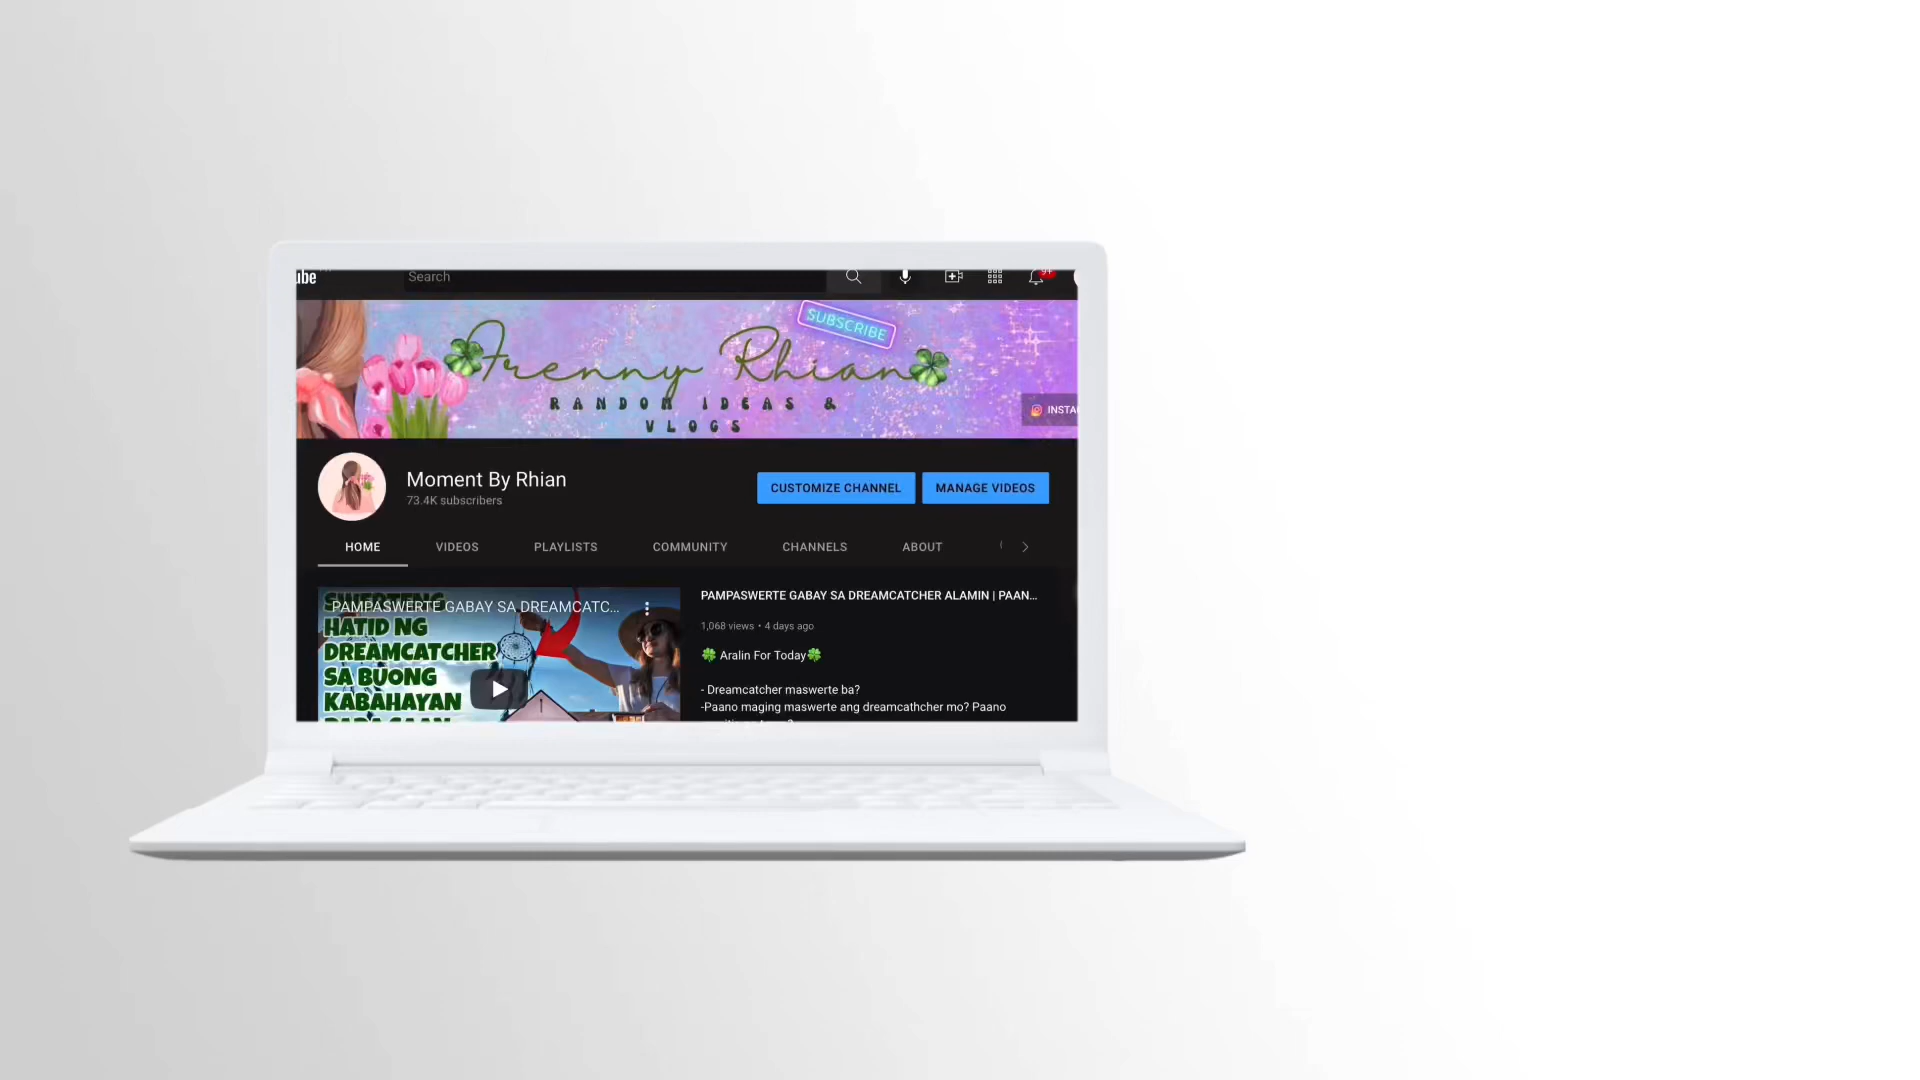 ube
Search
9+
SUBSCRIBE
Frenny Rhian
RANDOM IDEAS &
VLOGS
INSTA
Moment By Rhian
73.4K subscribers
CUSTOMIZE CHANNEL
MANAGE VIDEOS
HOME VIDEOS PLAYLISTS COMMUNITY CHANNELS ABOUT
PAMPASWERTE GABAY SA DREAMCATC...
HATID NG
DREAMCATCHER
SA BUONG
KABAHAYAN
PAMPASWERTE GABAY SA DREAMCATCHER ALAMIN | PAAN...
1,068 views • 4 days ago
🍀 Aralin For Today🍀
- Dreamcatcher maswerte ba?
-Paano maging maswerte ang dreamcathcher mo? Paano